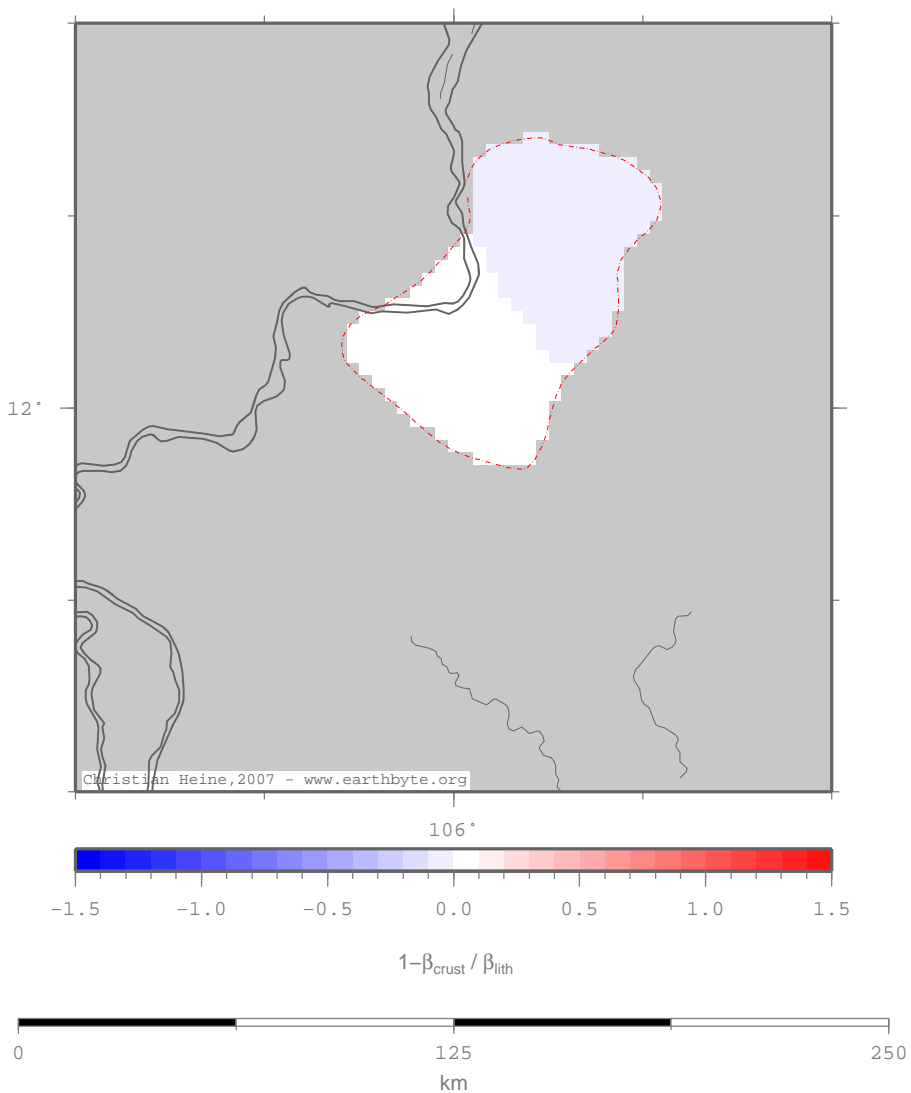 12°
Christian Heine,2007 - www.earthbyte.org
106°
−1.5 −1.0 −0.5 0.0 0.5 1.0 1.5
1−βcrust / βlith
0 125 250
km